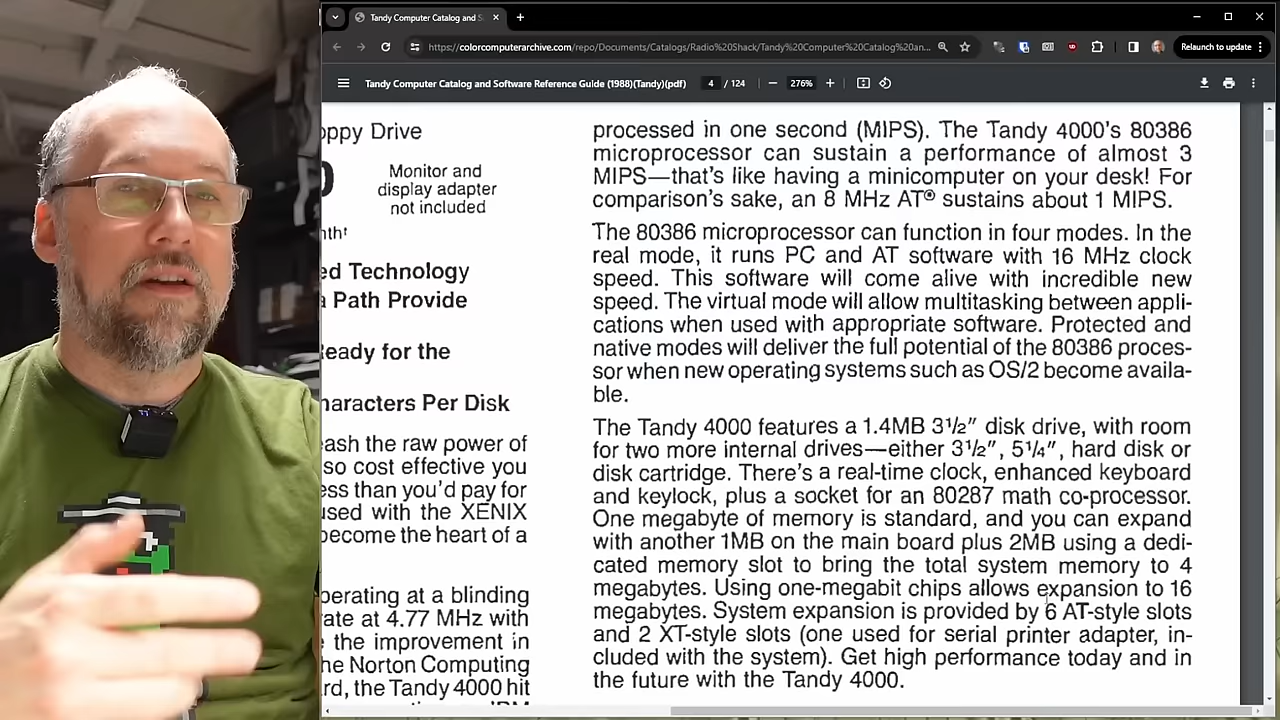 Tandy Computer Catalog and S
https://colorcomputerarchive.com/repo/Documents/Catalogs/Radio%20Shack/Tandy%20Computer%20Catalog%20an...
Relaunch to update
Tandy Computer Catalog and Software Reference Guide (1988)(Tandy)(pdf)
4 / 124
276%
oppy Drive
Monitor and
display adapter
not included
nth!
ed Technology
a Path Provide
Ready for the
haracters Per Disk
eash the raw power of
so cost effective you
ess than you'd pay for
used with the XENIX
become the heart of a
perating at a blinding
rate at 4.77 MHz with
the improvement in
he Norton Computing
rd, the Tandy 4000 hit
processed in one second (MIPS). The Tandy 4000's 80386
microprocessor can sustain a performance of almost 3
MIPS—that's like having a minicomputer on your desk! For
comparison's sake, an 8 MHz AT® sustains about 1 MIPS.
The 80386 microprocessor can function in four modes. In the
real mode, it runs PC and AT software with 16 MHz clock
speed. This software will come alive with incredible new
speed. The virtual mode will allow multitasking between appli-
cations when used with appropriate software. Protected and
native modes will deliver the full potential of the 80386 proces-
sor when new operating systems such as OS/2 become availa-
ble.
The Tandy 4000 features a 1.4MB 3½″ disk drive, with room
for two more internal drives—either 3½″, 5¼″, hard disk or
disk cartridge. There's a real-time clock, enhanced keyboard
and keylock, plus a socket for an 80287 math co-processor.
One megabyte of memory is standard, and you can expand
with another 1MB on the main board plus 2MB using a dedi-
cated memory slot to bring the total system memory to 4
megabytes. Using one-megabit chips allows expansion to 16
megabytes. System expansion is provided by 6 AT-style slots
and 2 XT-style slots (one used for serial printer adapter, in-
cluded with the system). Get high performance today and in
the future with the Tandy 4000.